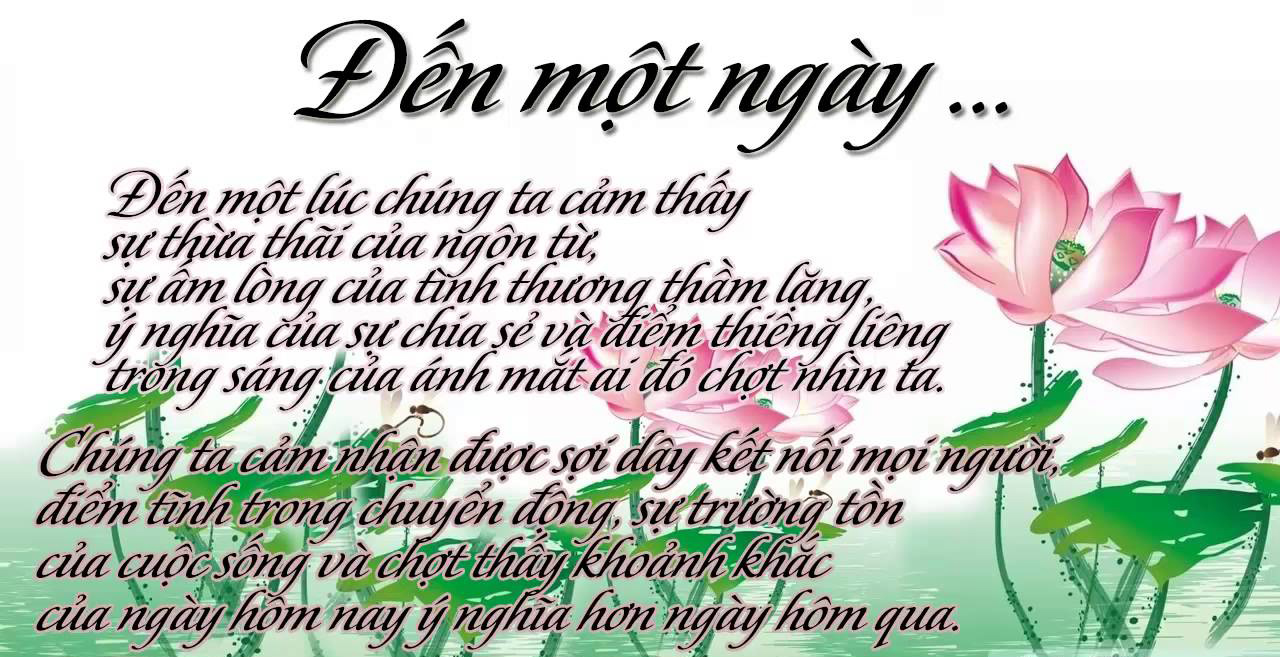 Đến một ngày ...
Đến một lúc chúng ta cảm thấy
sự thừa thãi của ngôn từ,
sự ấm lòng của tình thương thầm lặng,
ý nghĩa của sự chia sẻ và điểm thiêng liêng
trong sáng của ánh mắt ai đó chợt nhìn ta.
Chúng ta cảm nhận được sợi dây kết nối mọi người,
điểm tĩnh trong chuyển động, sự trường tồn
của cuộc sống và chợt thấy khoảnh khắc
của ngày hôm nay ý nghĩa hơn ngày hôm qua.